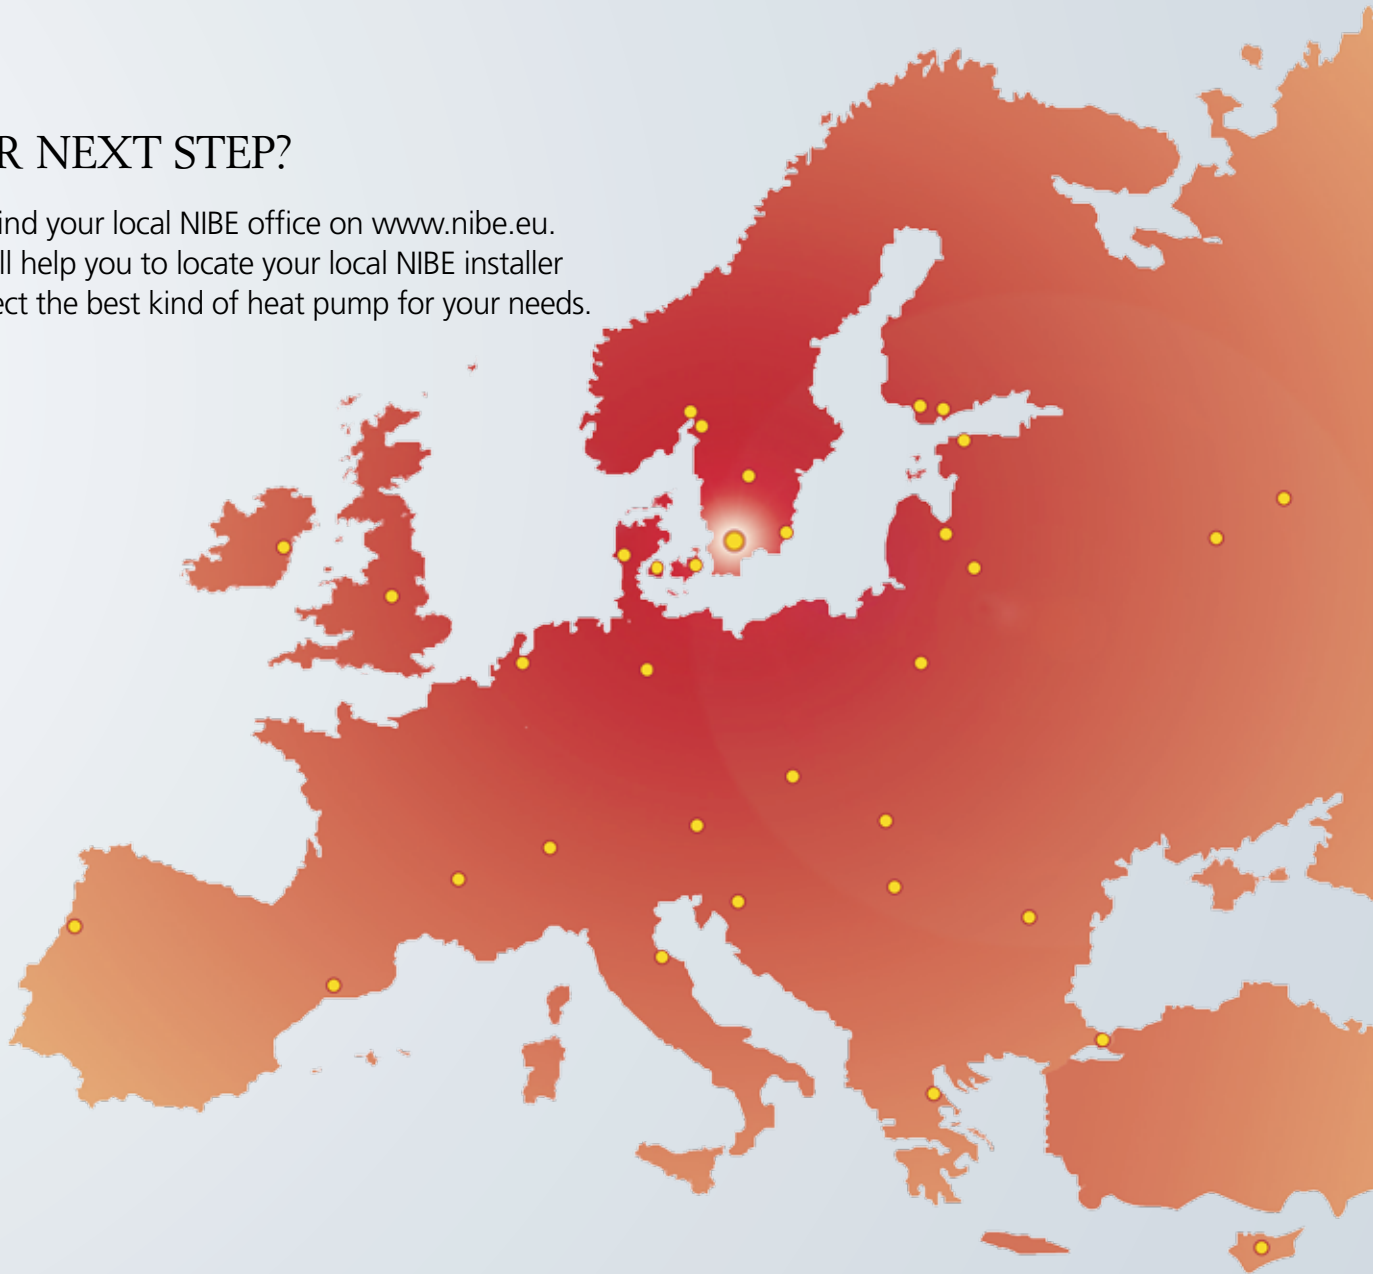 R NEXT STEP?
ind your local NIBE office on www.nibe.eu.
ll help you to locate your local NIBE installer
ect the best kind of heat pump for your needs.